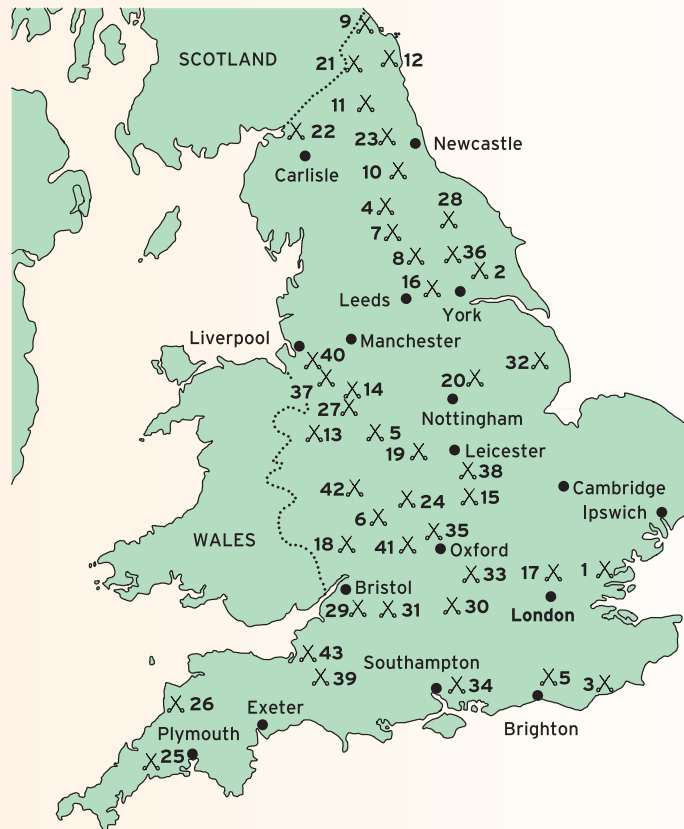 9
SCOTLAND
21
12
11
22
23
Newcastle
Carlisle
10
4
28
7
8
36
2
16
Leeds
York
Liverpool
Manchester
40
32
37
14
20
27
Nottingham
13
5
19
Leicester
38
42
24
15
Cambridge
Ipswich
6
35
WALES
18
41
Oxford
33
17
1
Bristol
29
31
30
London
43
Southampton
39
34
5
3
26
Exeter
Brighton
Plymouth
25